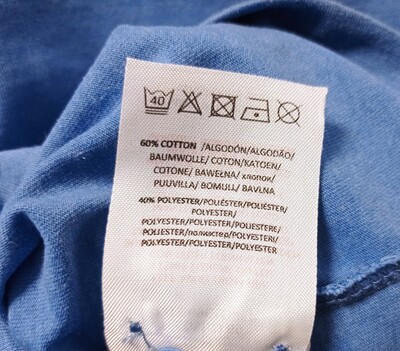 40
60% COTTON /ALGODÓN/ALGODÃO/
BAUMWOLLE/ COTON/KATOEN/
COTONE/ BAWEŁNA/ хлопок/
PUUVILLA/ BOMULL/ BAVLNA
40% POLYESTER/POLIÉSTER/POLIÉSTER/
POLYESTER/
POLYESTER/POLYESTER/POLIESTERE/
POLIESTER/полиэстер/POLYESTERI/
POLYESTER/POLYESTER/POLYESTER